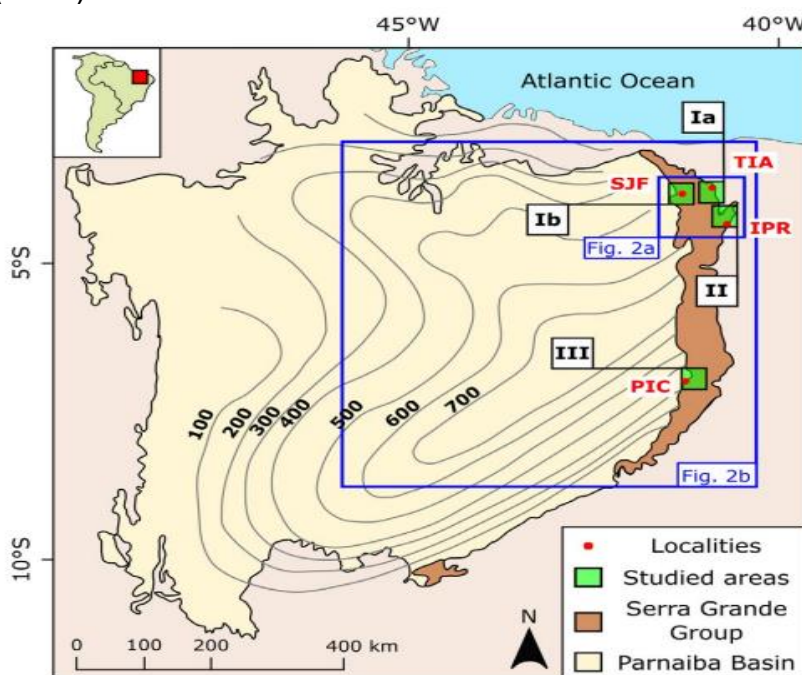 45°W
40°W
Atlantic Ocean
Ia
TIA
SJF
Ib
IPR
5°S
Fig. 2a
II
III
PIC
100
200
300
400
500
600
700
Fig. 2b
10°S
Localities
Studied areas
Serra Grande
Group
Parnaiba Basin
N
0 100 200 400 km